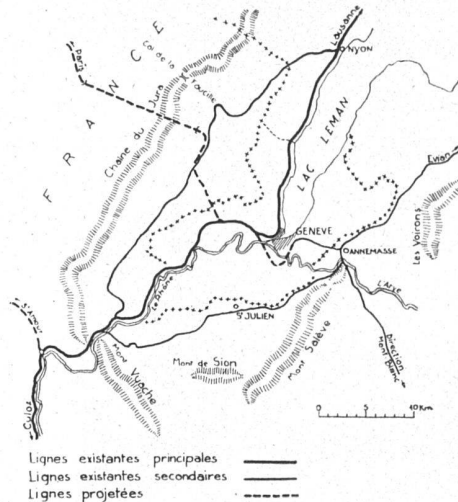 Lausanne
NYON
Paris
Col de la
Faucille
FRANCE
Chaîne du Jura
LAC LEMAN
Evian
Les Voirons
GENEVE
ANNEMASSE
L'Arve
Rhône
St JULIEN
Direction
Mont Blanc
Mont de Sion
Mont Salève
Mont Vuache
Culoz
0 5 10 Km
Lignes existantes principales
Lignes existantes secondaires
Lignes projetées